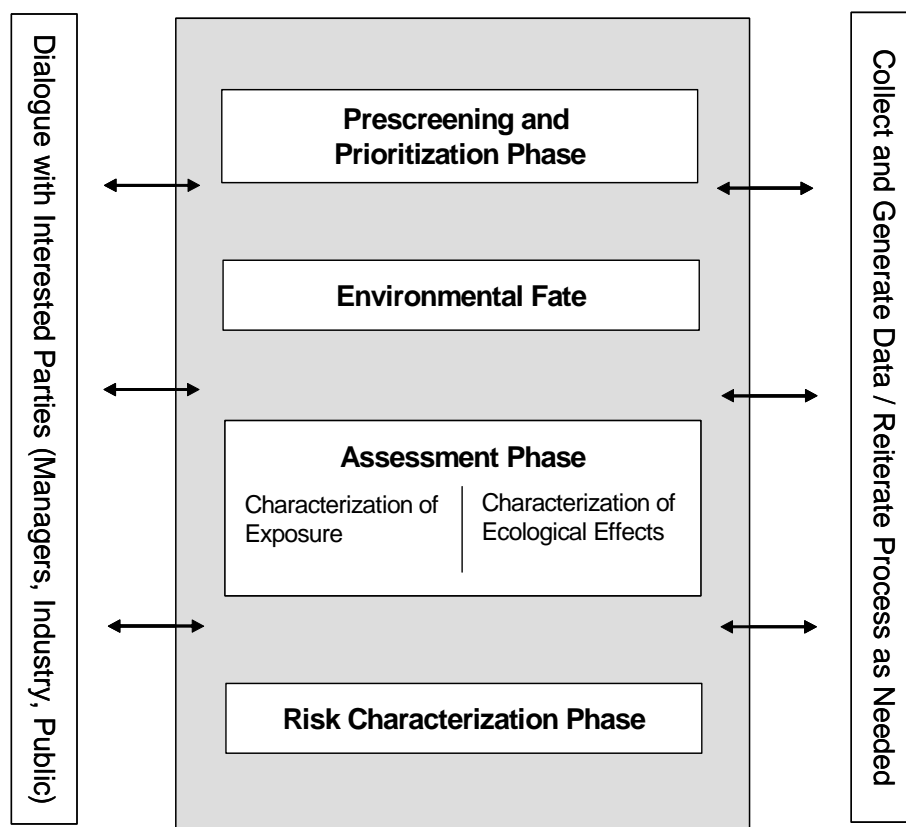 Dialogue with Interested Parties (Managers, Industry, Public)
Prescreening and
Prioritization Phase
Environmental Fate
Assessment Phase
Characterization of
Exposure
Characterization of
Ecological Effects
Risk Characterization Phase
Collect and Generate Data / Reiterate Process as Needed